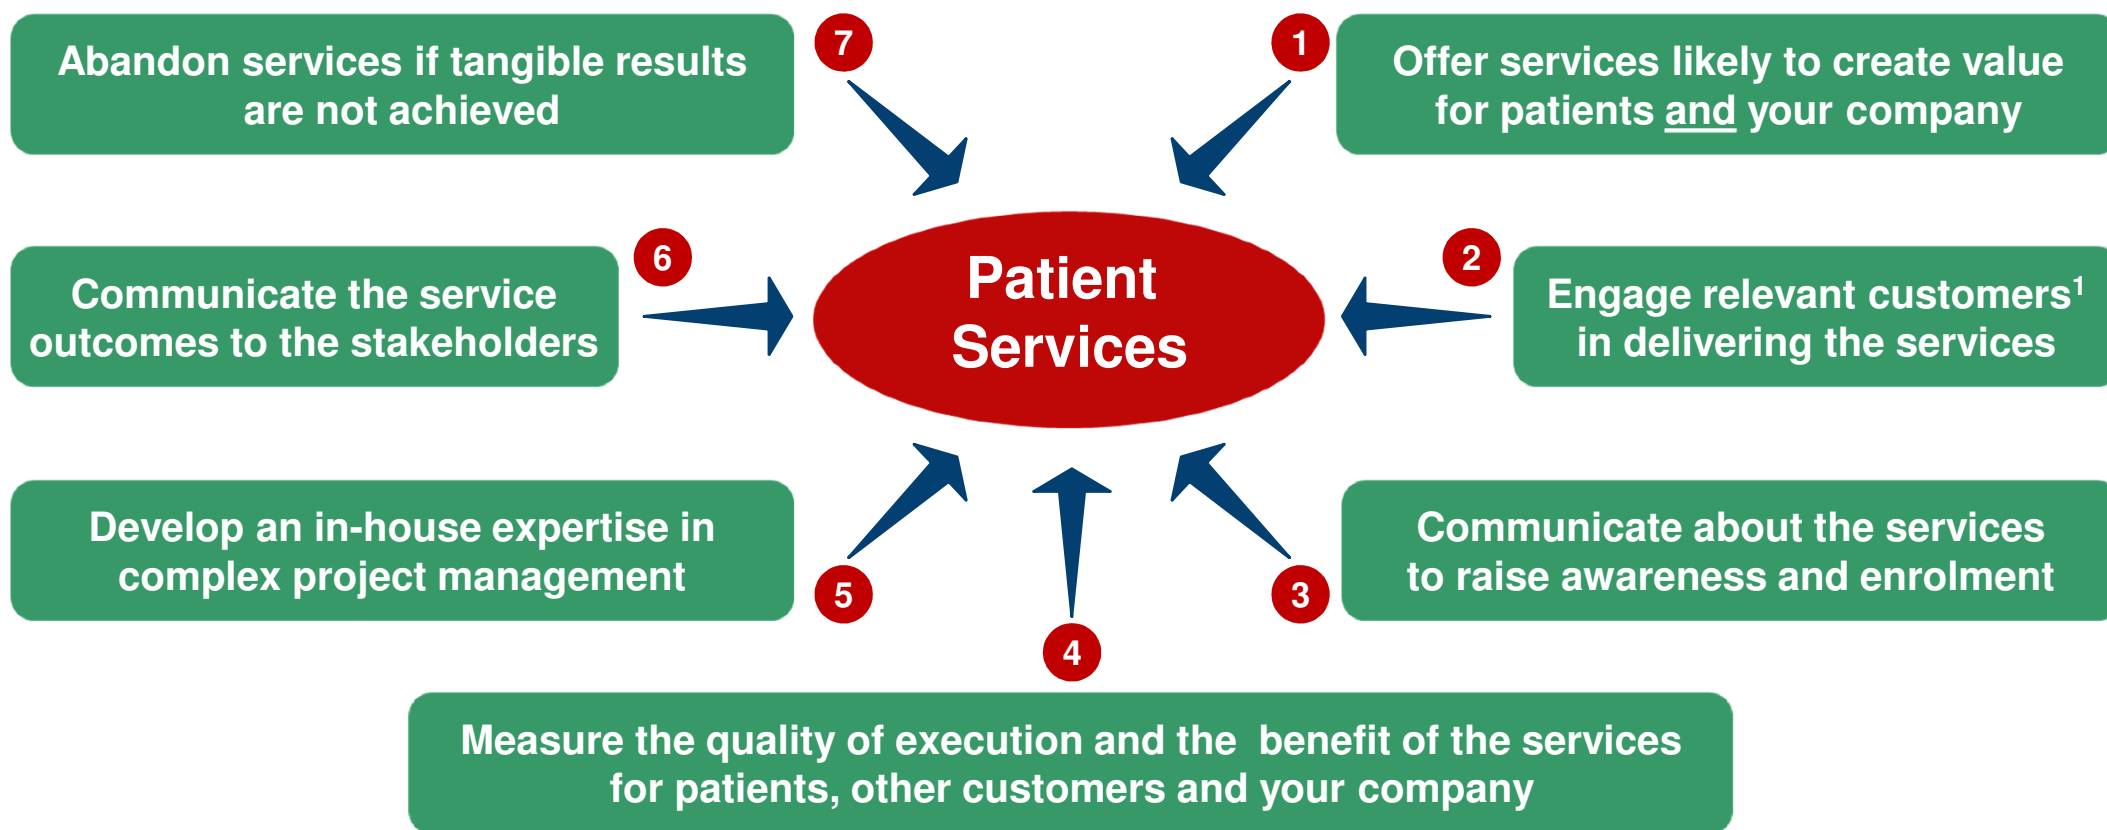 7
Abandon services if tangible results
are not achieved
1
Offer services likely to create value
for patients and your company
6
Communicate the service
outcomes to the stakeholders
Patient
Services
2
Engage relevant customers¹
in delivering the services
Develop an in-house expertise in
complex project management
5
3
Communicate about the services
to raise awareness and enrolment
4
Measure the quality of execution and the  benefit of the services
for patients, other customers and your company